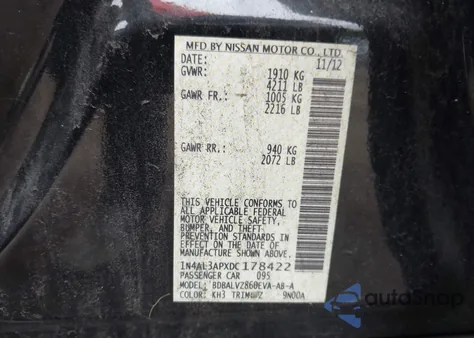 MFD BY NISSAN MOTOR CO., LTD.
DATE: 11/12
GVWR: 1910 KG
4211 LB
GAWR FR.: 1005 KG
2216 LB
GAWR RR.: 940 KG
2072 LB
THIS VEHICLE CONFORMS TO
ALL APPLICABLE FEDERAL
MOTOR VEHICLE SAFETY,
BUMPER, AND THEFT
PREVENTION STANDARDS
IN EFFECT ON THE DATE OF
MANUFACTURE SHOWN ABOVE.
1N4AL3APXDC178422
PASSENGER CAR 095
MODEL: BDBALVZ860EVA-AB-A
COLOR: KH3 TRIM: Z 9N00A
autoSnap